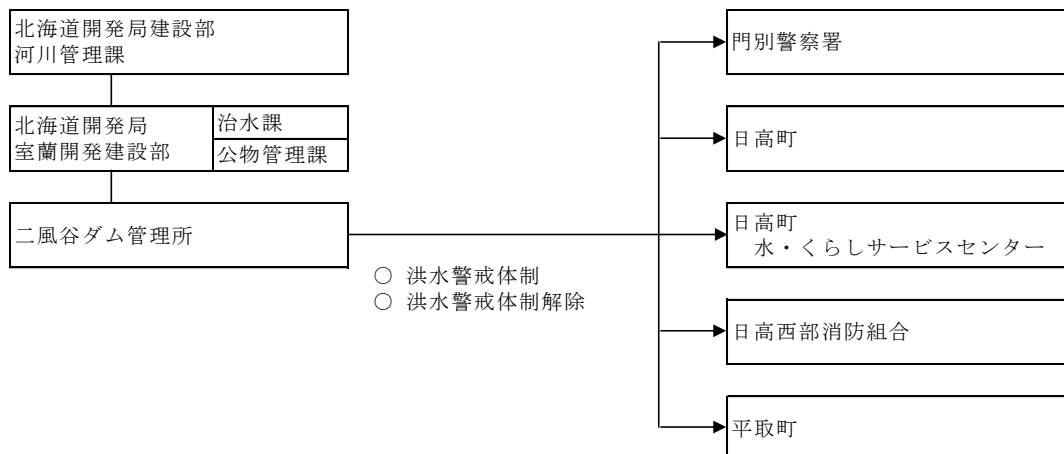 北海道開発局建設部
河川管理課
北海道開発局
室蘭開発建設部
治水課
公物管理課
二風谷ダム管理所
○ 洪水警戒体制
○ 洪水警戒体制解除
門別警察署
日高町
日高町
水・くらしサービスセンター
日高西部消防組合
平取町